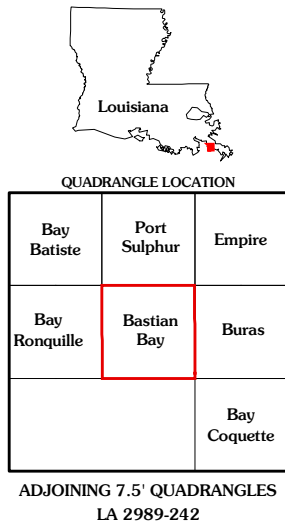 Louisiana
QUADRANGLE LOCATION
Bay
Batiste
Port
Sulphur
Empire
Bay
Ronquille
Bastian
Bay
Buras
Bay
Coquette
ADJOINING 7.5' QUADRANGLES
LA 2989-242